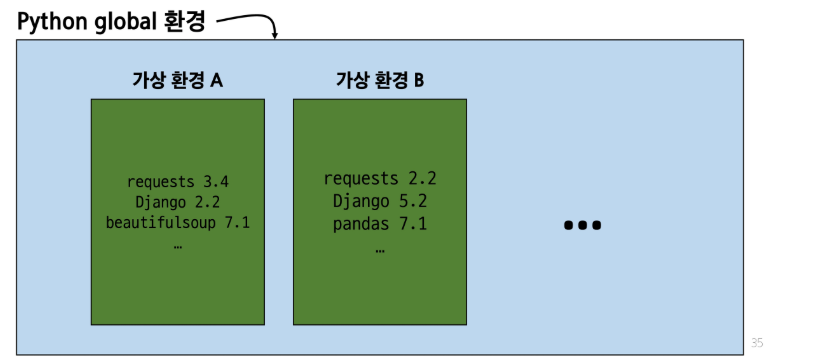 Python global 환경
가상 환경 A
가상 환경 B
requests 3.4
Django 2.2
beautifulsoup 7.1
…
requests 2.2
Django 5.2
pandas 7.1
…
...
35